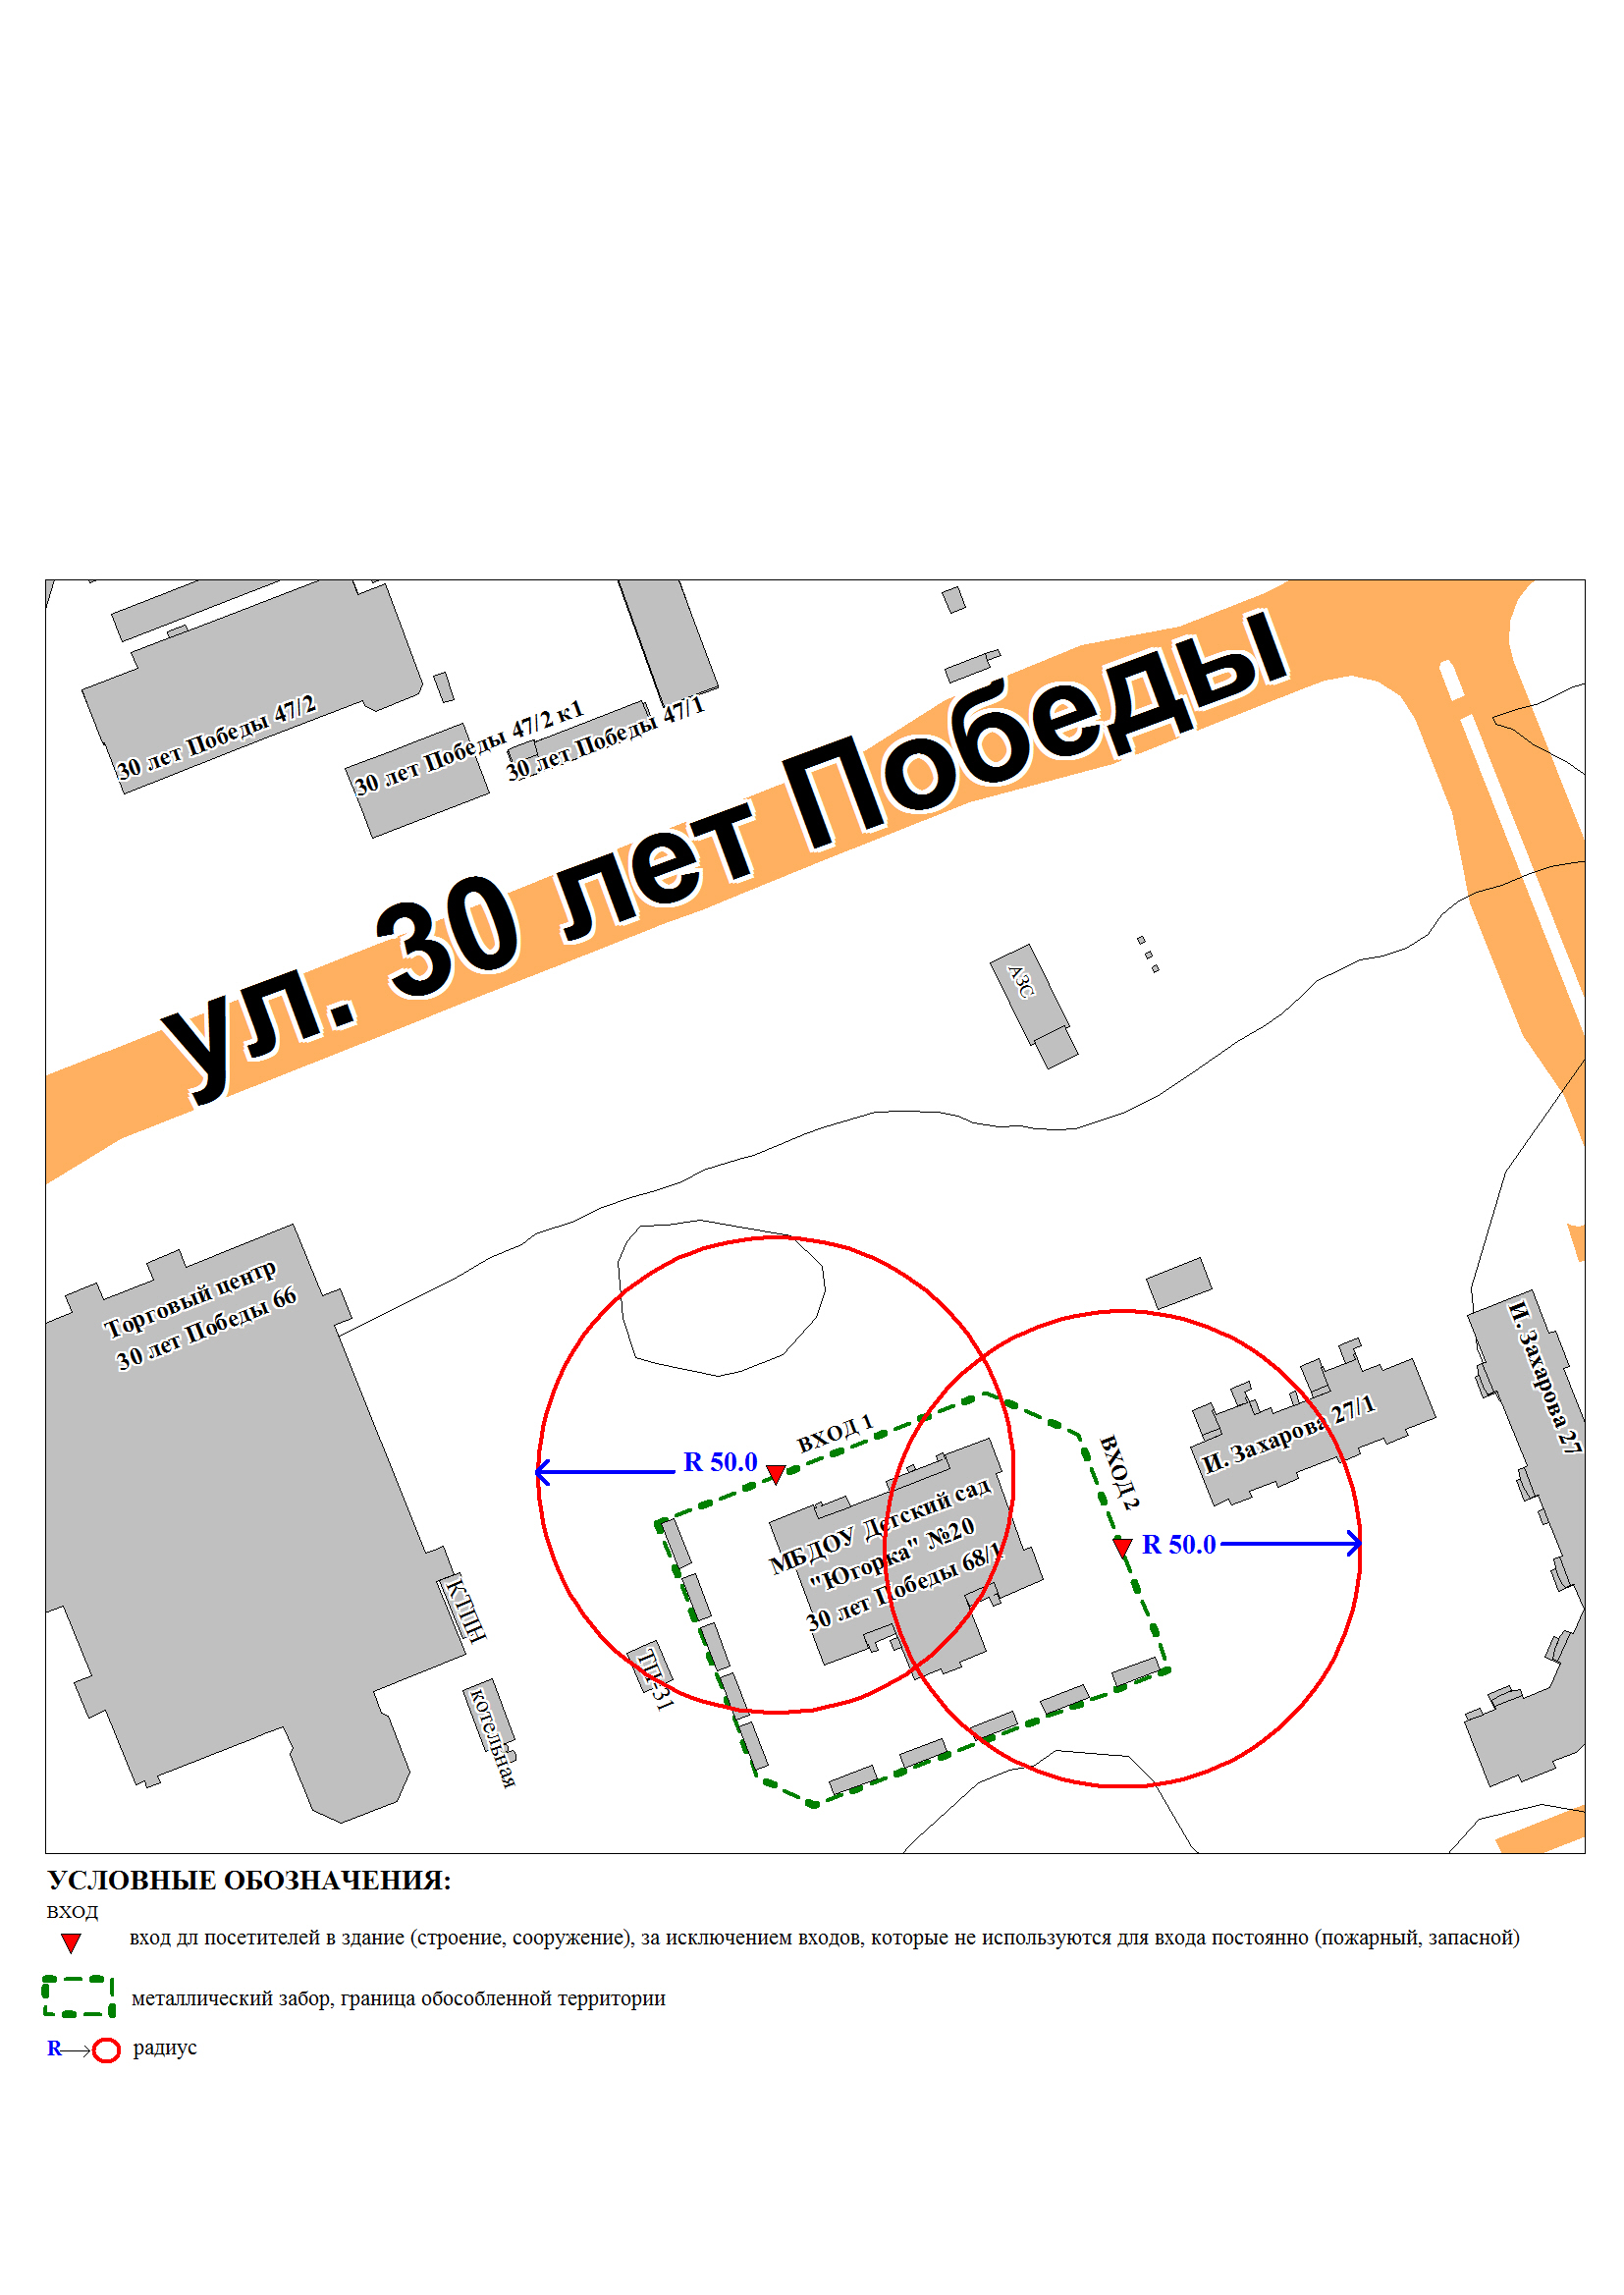 30 лет Победы 47/2
30 лет Победы 47/2 к1
30 лет Победы 47/1
ул. 30 лет Победы
АЗС
Торговый центр
30 лет Победы 66
И. Захарова 27
И. Захарова 27/1
ВХОД 1
R 50.0
ВХОД 2
R 50.0
МБДОУ Детский сад
"Югорка" №20
30 лет Победы 68/1
КТПН
ТП-31
котельная
УСЛОВНЫЕ ОБОЗНАЧЕНИЯ:
ВХОД
вход дл посетителей в здание (строение, сооружение), за исключением входов, которые не используются для входа постоянно (пожарный, запасной)
металлический забор, граница обособленной территории
R радиус